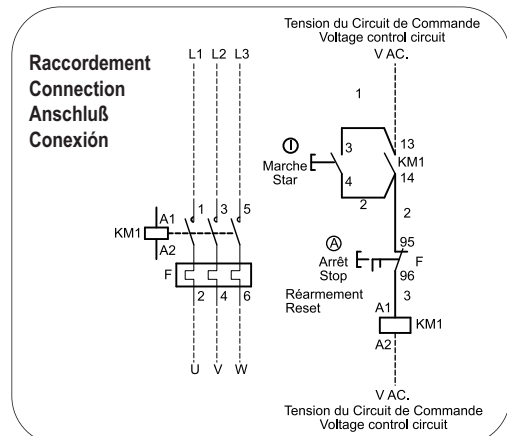 Raccordement
Connection
Anschluß
Conexión
L1 L2 L3
KM1 A1 A2
1 3 5
F
2 4 6
U V W
Tension du Circuit de Commande
Voltage control circuit
V AC.
1
I
Marche
Star
3
4
13
KM1
14
2
2
A
Arrêt
Stop
95
F
96
Réarmement
Reset
3
A1
KM1
A2
V AC.
Tension du Circuit de Commande
Voltage control circuit